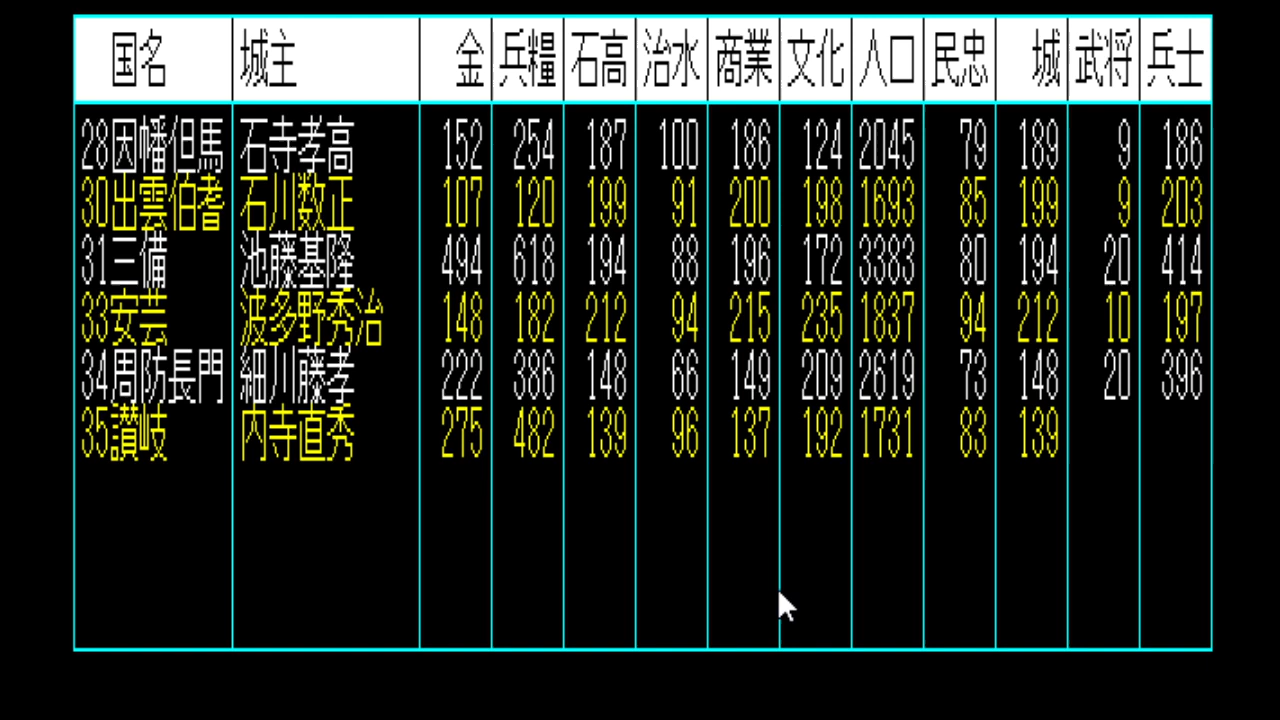 国名 城主 金 兵糧 石高 治水 商業 文化 人口 民忠 城 武将 兵士
28因幡但馬 石寺孝高 152 254 187 100 186 124 2045 79 189 9 186
30出雲伯耆 石川数正 107 120 199 91 200 198 1693 85 199 9 203
31三備 池藤基隆 494 618 194 88 196 172 3383 80 194 20 414
33安芸 波多野秀治 148 182 212 94 215 235 1837 94 212 10 197
34周防長門 細川藤孝 222 386 148 66 149 209 2619 73 148 20 396
35讃岐 内寺直秀 275 482 139 96 137 192 1731 83 139